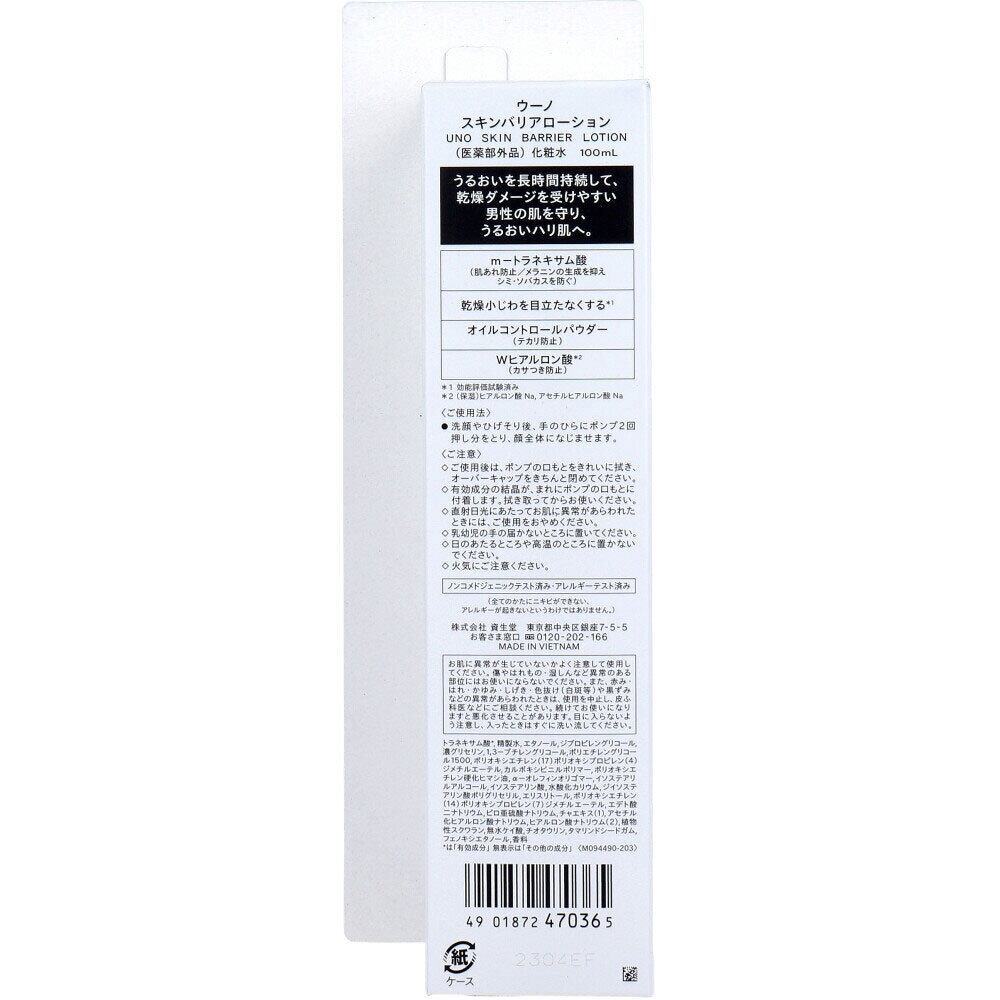 ウーノ
スキンバリアローション
UNO SKIN BARRIER LOTION
(医薬部外品) 化粧水 100mL
うるおいを長時間持続して、
乾燥ダメージを受けやすい
男性の肌を守り、
うるおいハリ肌へ。
m-トラネキサム酸
(肌あれ防止/メラニンの生成を抑え
シミ・ソバカスを防ぐ)
乾燥小じわを目立たなくする*1
オイルコントロールパウダー
(テカリ防止)
Wヒアルロン酸*2
(カサつき防止)
*1 効能評価試験済み
*2 (保湿)ヒアルロン酸Na, アセチルヒアルロン酸Na
〈ご使用法〉
● 洗顔やひげそり後、手のひらにポンプ2回
押し分をとり、顔全体になじませます。
〈ご注意〉
◇ご使用後は、ポンプの口もとをきれいに拭き、
オーバーキャップをきちんと閉めてください。
◇有効成分の結晶が、まれにポンプの口もとに
付着します。拭き取ってからお使いください。
◇直射日光にあたってお肌に異常があらわれた
ときには、ご使用をおやめください。
◇乳幼児の手の届かないところに置いてください。
◇日のあたるところや高温のところに置かない
でください。
◇火気にご注意ください。
ノンコメドジェニックテスト済み・アレルギーテスト済み
(全てのかたにニキビができない、
アレルギーが起きないというわけではありません。)
株式会社 資生堂 東京都中央区銀座7-5-5
お客さま窓口 0120-202-166
MADE IN VIETNAM
お肌に異常が生じていないかよく注意して使用し
てください。傷やはれもの・湿しんなど異常のある
部位にはお使いにならないでください。また、赤み・
はれ・かゆみ・しげき・色抜け(白斑等)や黒ずみ
などの異常があらわれたときは、使用を中止し、皮ふ
科医などにご相談ください。続けてお使いになり
ますと悪化させることがあります。目に入らないよ
う注意し、入ったときはすぐに洗い流してください。
トラネキサム酸*,精製水,エタノール,ジプロピレングリコール,
濃グリセリン,1,3-ブチレングリコール,ポリエチレングリコー
ル1500,ポリオキシエチレン(17)ポリオキシプロピレン(4)
ジメチルエーテル,カルボキシビニルポリマー,ポリオキシエ
チレン硬化ヒマシ油,α-オレフィンオリゴマー,イソステアリ
ルアルコール,イソステアリン酸,水酸化カリウム,ジイソステ
アリン酸ポリグリセリル,エリスリトール,ポリオキシエチレン
(14)ポリオキシプロピレン(7)ジメチルエーテル,エデト酸
二ナトリウム,ピロ亜硫酸ナトリウム,チャエキス(1),アセチル
化ヒアルロン酸ナトリウム,ヒアルロン酸ナトリウム(2),植物
性スクワラン,無水ケイ酸,チオタウリン,タマリンドシードガム,
フェノキシエタノール,香料
*は「有効成分」無表示は「その他の成分」〈M094490-203〉
49 01872 470365
紙
ケース
2304EF